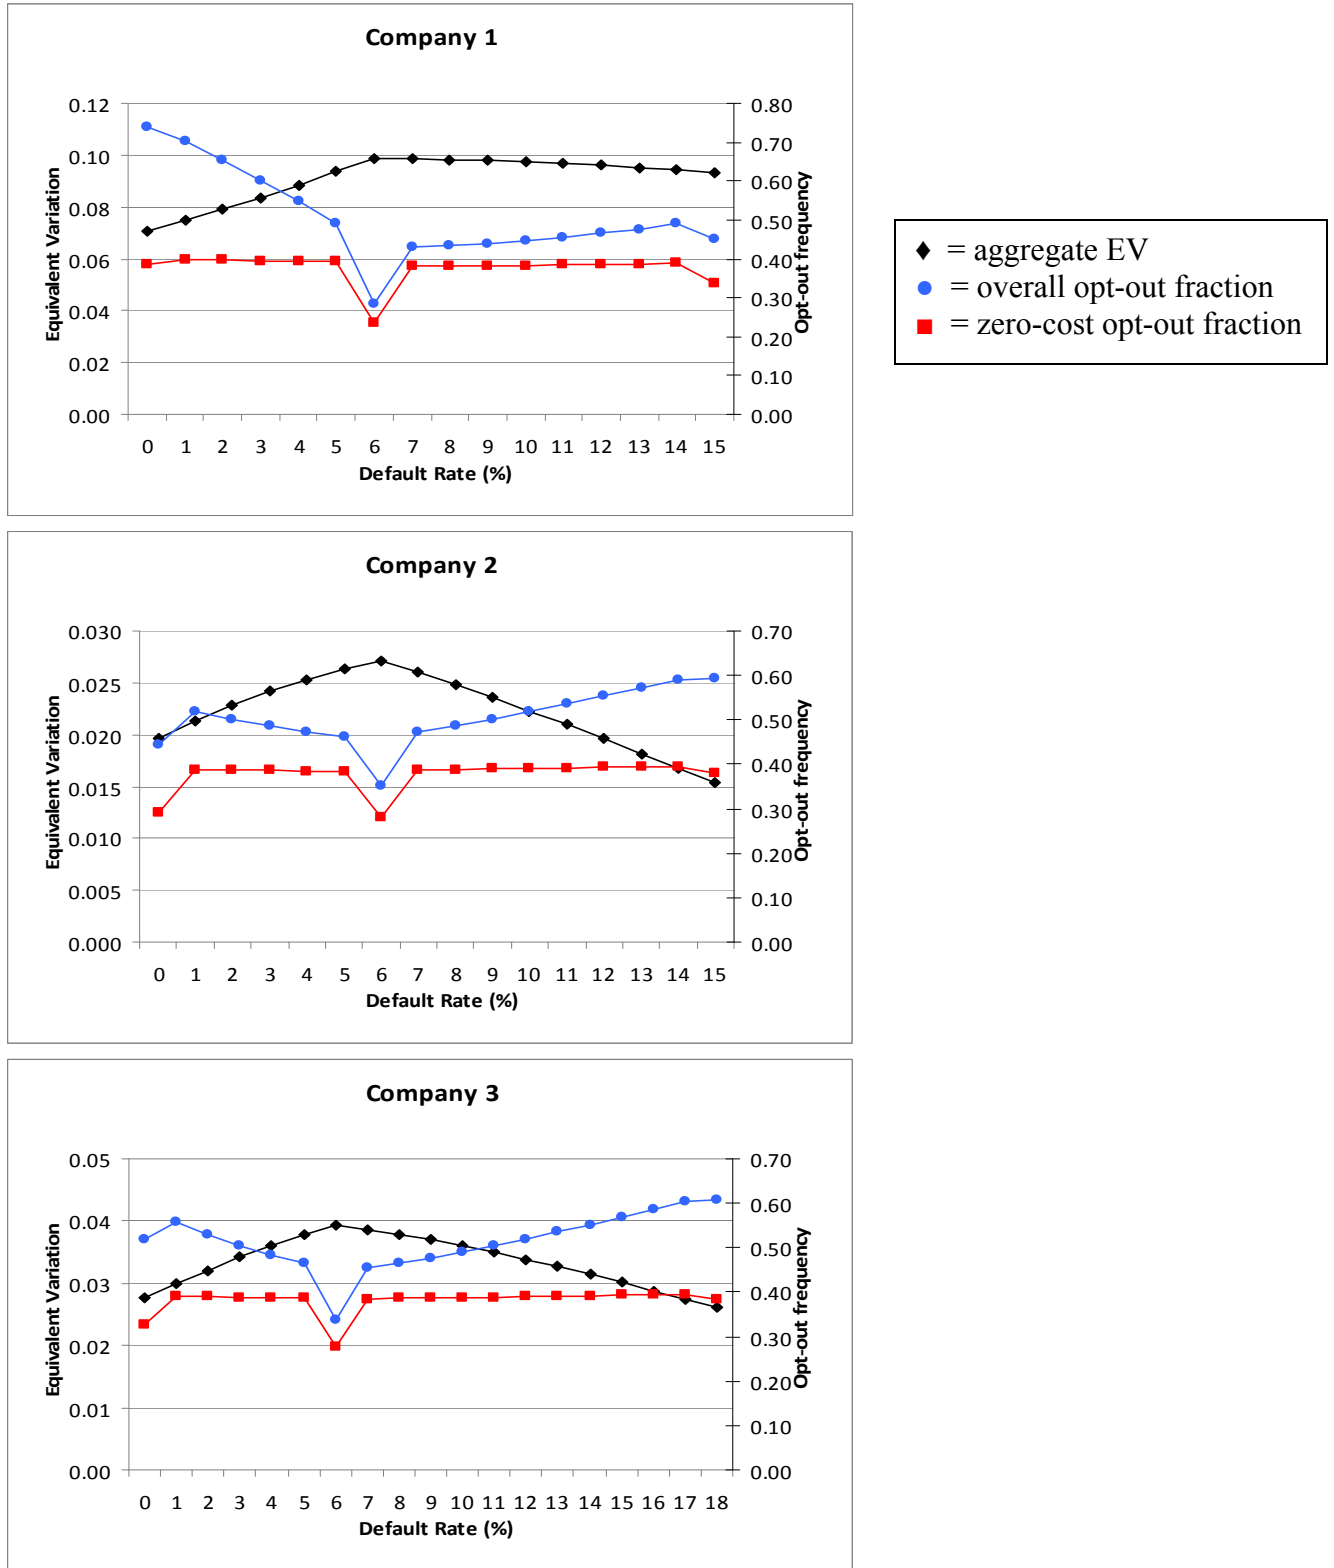 Company 1
Equivalent Variation
0.12
0.10
0.08
0.06
0.04
0.02
0.00
0.80
0.70
0.60
0.50
0.40
0.30
0.20
0.10
0.00
Opt-out frequency
0 1 2 3 4 5 6 7 8 9 10 11 12 13 14 15
Default Rate (%)
= aggregate EV
= overall opt-out fraction
= zero-cost opt-out fraction
Company 2
Equivalent Variation
0.030
0.025
0.020
0.015
0.010
0.005
0.000
0.70
0.60
0.50
0.40
0.30
0.20
0.10
0.00
Opt-out frequency
0 1 2 3 4 5 6 7 8 9 10 11 12 13 14 15
Default Rate (%)
Company 3
Equivalent Variation
0.05
0.04
0.03
0.02
0.01
0.00
0.70
0.60
0.50
0.40
0.30
0.20
0.10
0.00
Opt-out frequency
0 1 2 3 4 5 6 7 8 9 10 11 12 13 14 15 16 17 18
Default Rate (%)